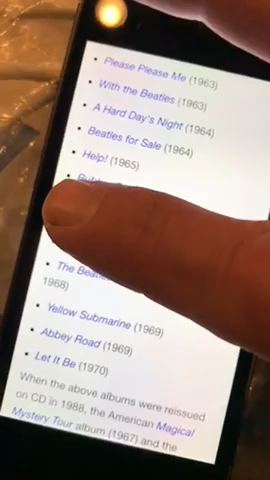 • Please Please Me (1963)
• With the Beatles (1963)
• A Hard Day's Night (1964)
• Beatles for Sale (1964)
• Help! (1965)
• The
1968)
• Yellow Submarine (1969)
• Abbey Road (1969)
• Let It Be (1970)
When the above albums were reissued
on CD in 1988, the American Magical
Mystery Tour album (1967) and the